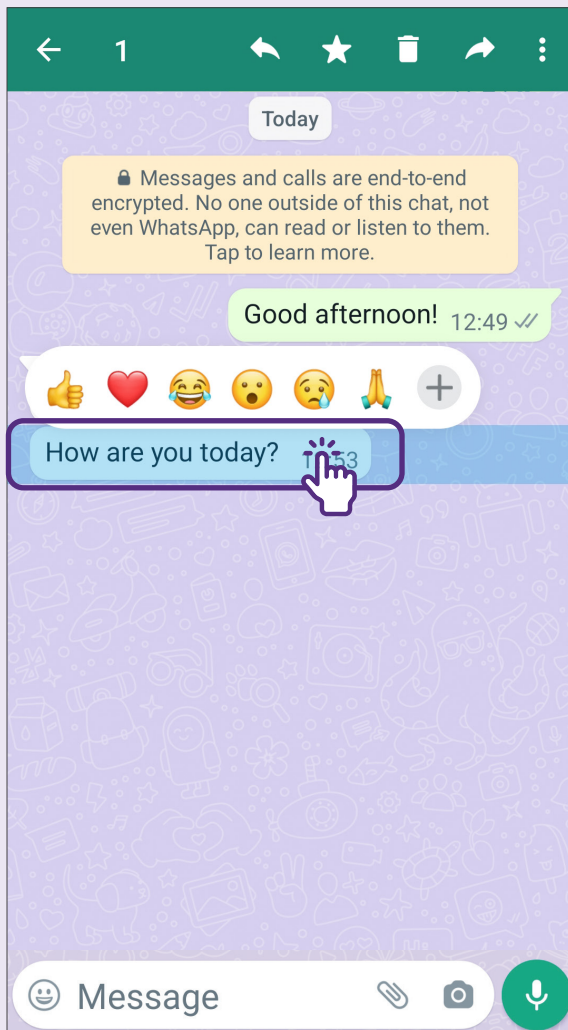 1
Today
Messages and calls are end-to-end
encrypted. No one outside of this chat, not
even WhatsApp, can read or listen to them.
Tap to learn more.
Good afternoon! 12:49
How are you today?
Message